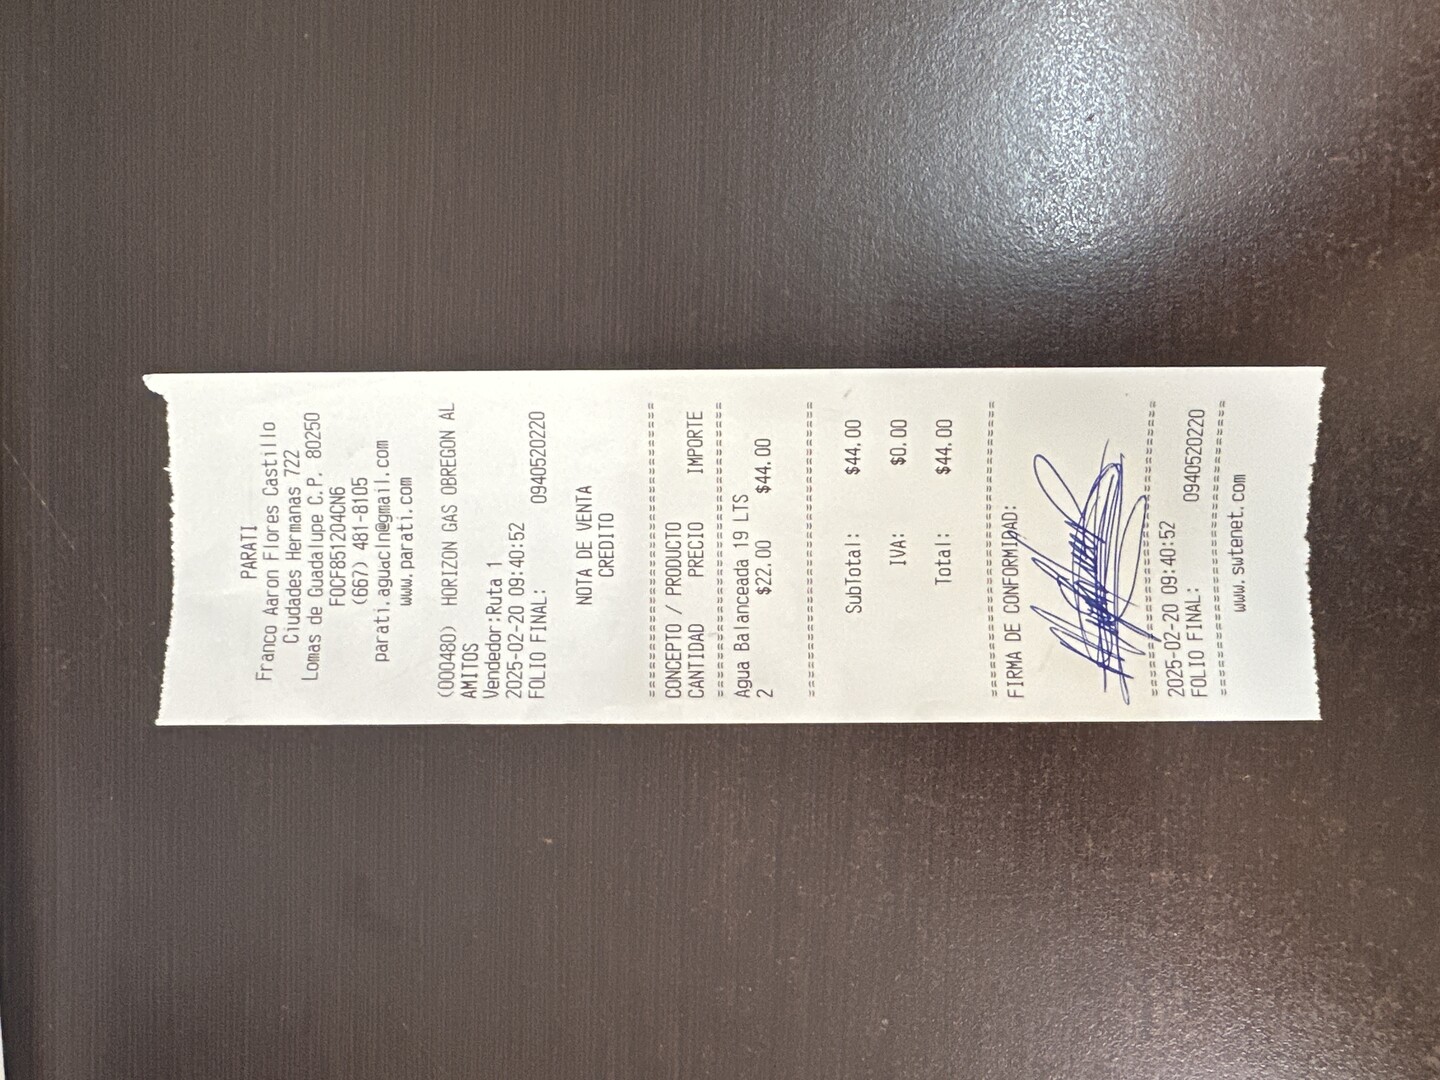 PARATI
Franco Aaron Flores Castillo
Ciudades Hermanas 722
Lomas de Guadalupe C.P. 80250
FOCF851204CN6
(667) 481-8105
parati.aguacln@gmail.com
www.parati.com
(000480) HORIZON GAS OBREGON AL
AMITOS
Vendedor:Ruta 1
2025-02-20 09:40:52
FOLIO FINAL: 0940520220
NOTA DE VENTA
CREDITO
CONCEPTO / PRODUCTO
CANTIDAD PRECIO IMPORTE
Agua Balanceada 19 LTS
2 $22.00 $44.00
SubTotal: $44.00
IVA: $0.00
Total: $44.00
FIRMA DE CONFORMIDAD:
2025-02-20 09:40:52
FOLIO FINAL: 0940520220
www.swtenet.com